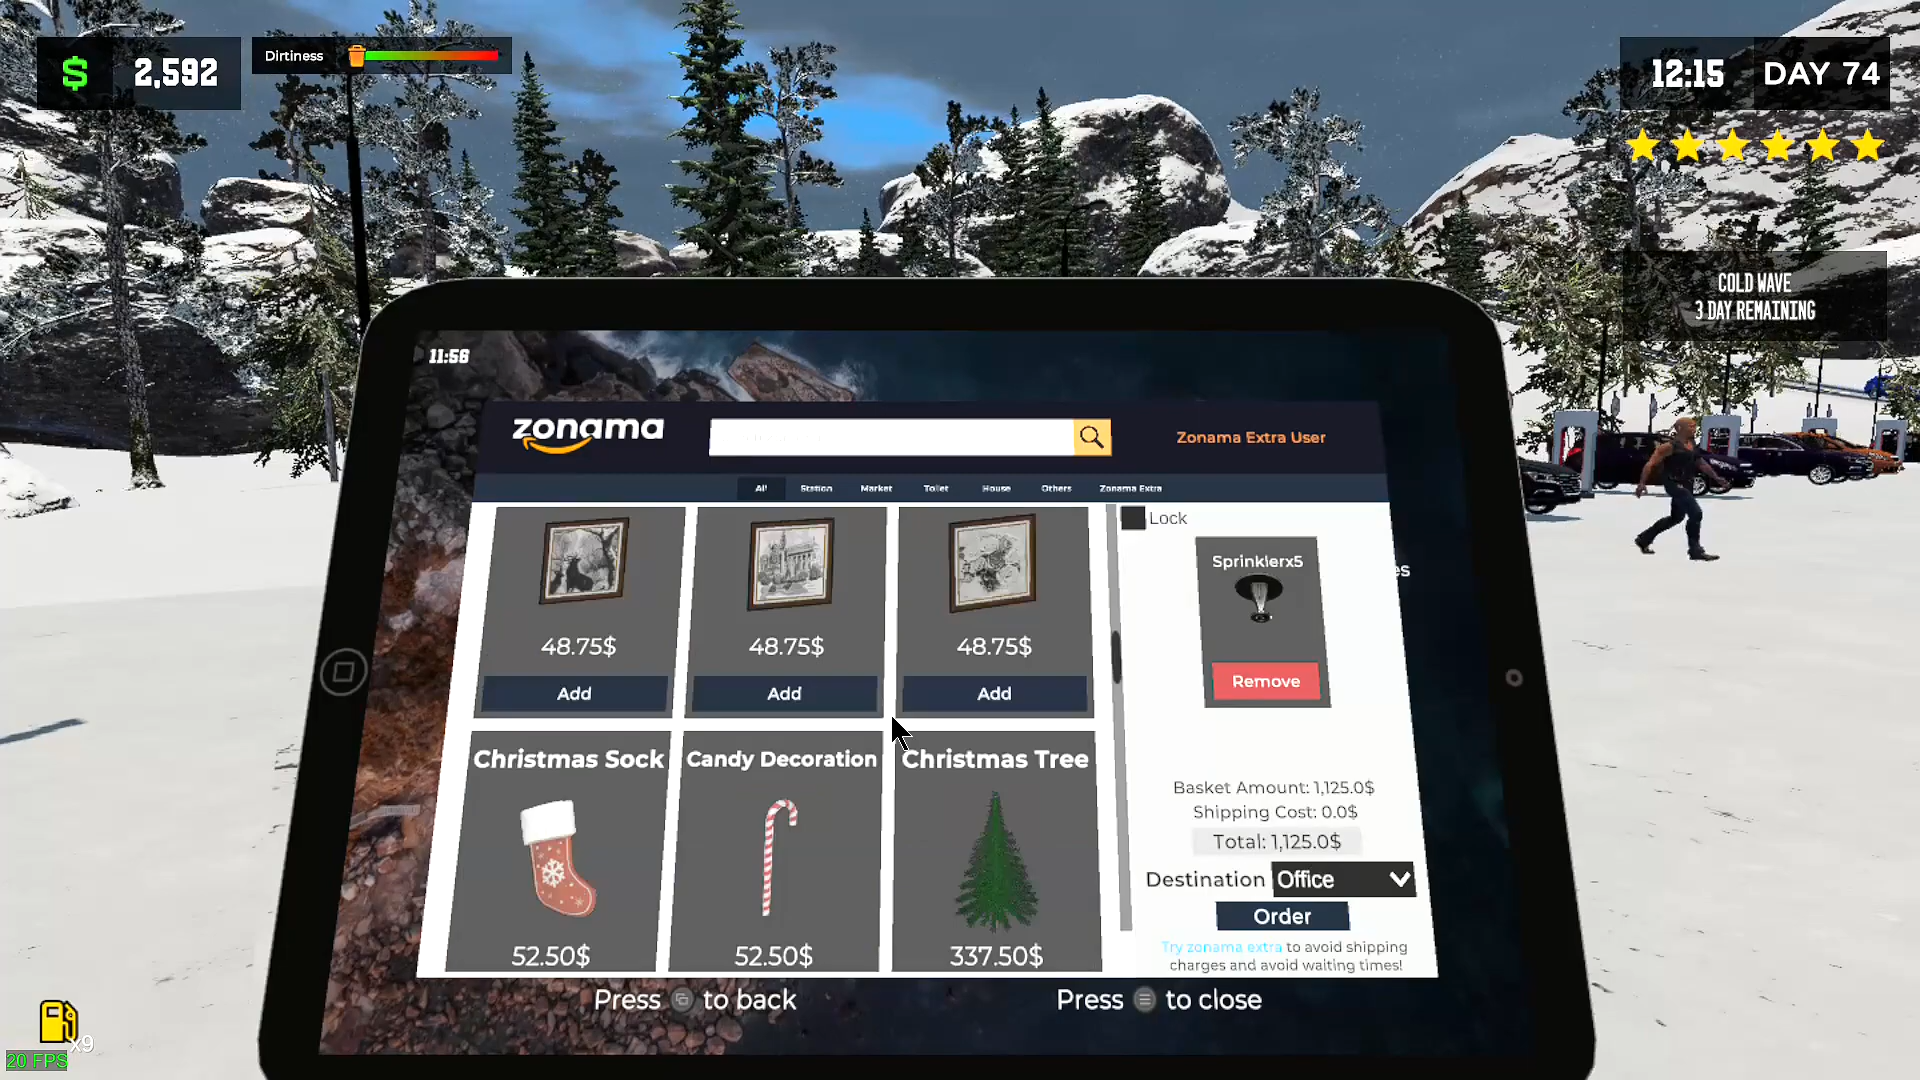 $ 2,592
Dirtiness
12:15 DAY 74
COLD WAVE
3 DAY REMAINING
11:56
zonama
Zonama Extra User
All Station Market Toilet House Others Zonama Extra
48.75$ 48.75$ 48.75$
Add Add Add
Christmas Sock Candy Decoration Christmas Tree
52.50$ 52.50$ 337.50$
Lock
es
Sprinklerx5
Remove
Basket Amount: 1,125.0$
Shipping Cost: 0.0$
Total: 1,125.0$
Destination Office
Order
Try zonama extra to avoid shipping
charges and avoid waiting times!
Press to back
Press to close
x9
20 FPS